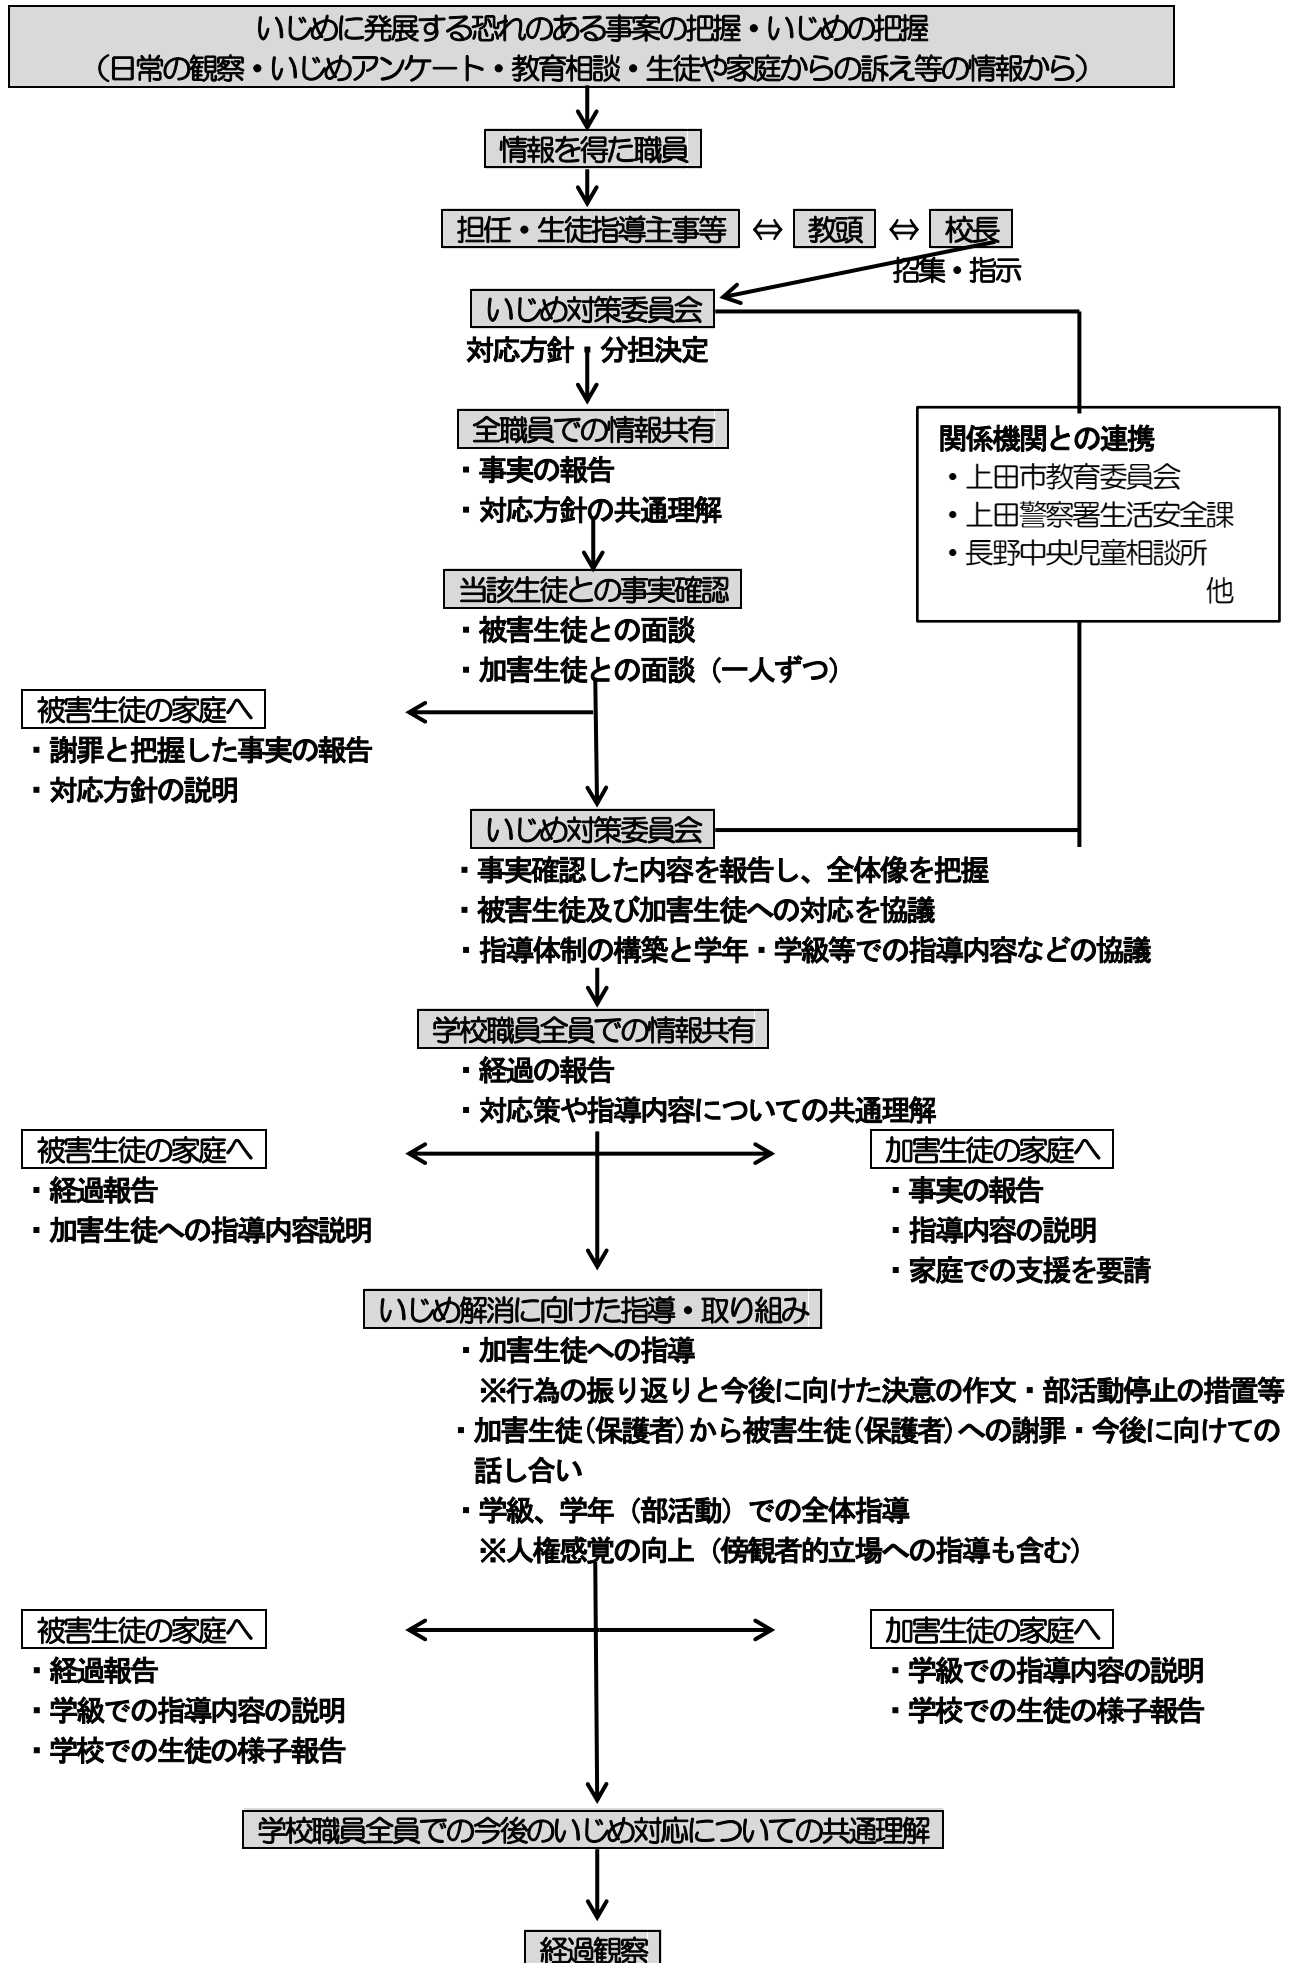 いじめに発展する恐れのある事案の把握・いじめの把握
（日常の観察・いじめアンケート・教育相談・生徒や家庭からの訴え等の情報から）
情報を得た職員
担任・生徒指導主事等 ⇔ 教頭 ⇔ 校長
招集・指示
いじめ対策委員会
対応方針・分担決定
全職員での情報共有
・事実の報告
・対応方針の共通理解
関係機関との連携
・上田市教育委員会
・上田警察署生活安全課
・長野中央児童相談所
他
当該生徒との事実確認
・被害生徒との面談
・加害生徒との面談（一人ずつ）
被害生徒の家庭へ
・謝罪と把握した事実の報告
・対応方針の説明
いじめ対策委員会
・事実確認した内容を報告し、全体像を把握
・被害生徒及び加害生徒への対応を協議
・指導体制の構築と学年・学級等での指導内容などの協議
学校職員全員での情報共有
・経過の報告
・対応策や指導内容についての共通理解
被害生徒の家庭へ
・経過報告
・加害生徒への指導内容説明
加害生徒の家庭へ
・事実の報告
・指導内容の説明
・家庭での支援を要請
いじめ解消に向けた指導・取り組み
・加害生徒への指導
※行為の振り返りと今後に向けた決意の作文・部活動停止の措置等
・加害生徒(保護者)から被害生徒(保護者)への謝罪・今後に向けての
話し合い
・学級、学年（部活動）での全体指導
※人権感覚の向上（傍観者的立場への指導も含む）
被害生徒の家庭へ
・経過報告
・学級での指導内容の説明
・学校での生徒の様子報告
加害生徒の家庭へ
・学級での指導内容の説明
・学校での生徒の様子報告
学校職員全員での今後のいじめ対応についての共通理解
経過観察